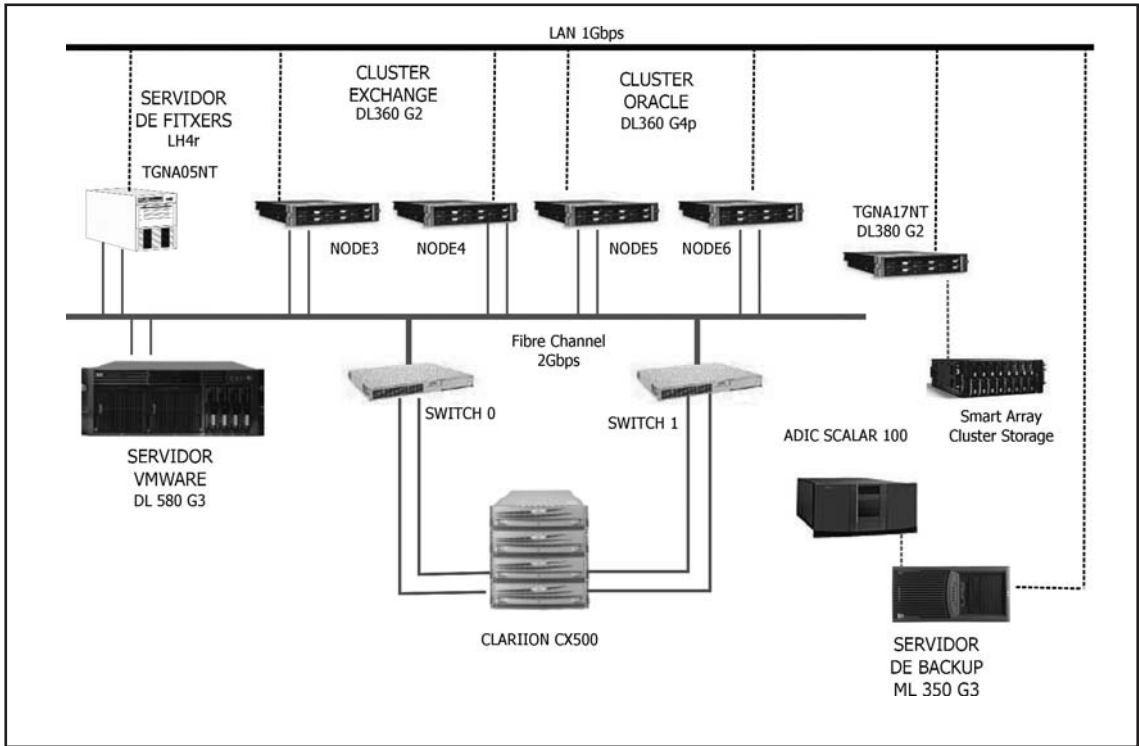 LAN 1Gbps
SERVIDOR
DE FITXERS
LH4r
TGNA05NT
CLUSTER
EXCHANGE
DL360 G2
CLUSTER
ORACLE
DL360 G4p
NODE3
NODE4
NODE5
NODE6
TGNA17NT
DL380 G2
Fibre Channel
2Gbps
SERVIDOR
VMWARE
DL 580 G3
SWITCH 0
SWITCH 1
Smart Array
Cluster Storage
ADIC SCALAR 100
CLARIION CX500
SERVIDOR
DE BACKUP
ML 350 G3